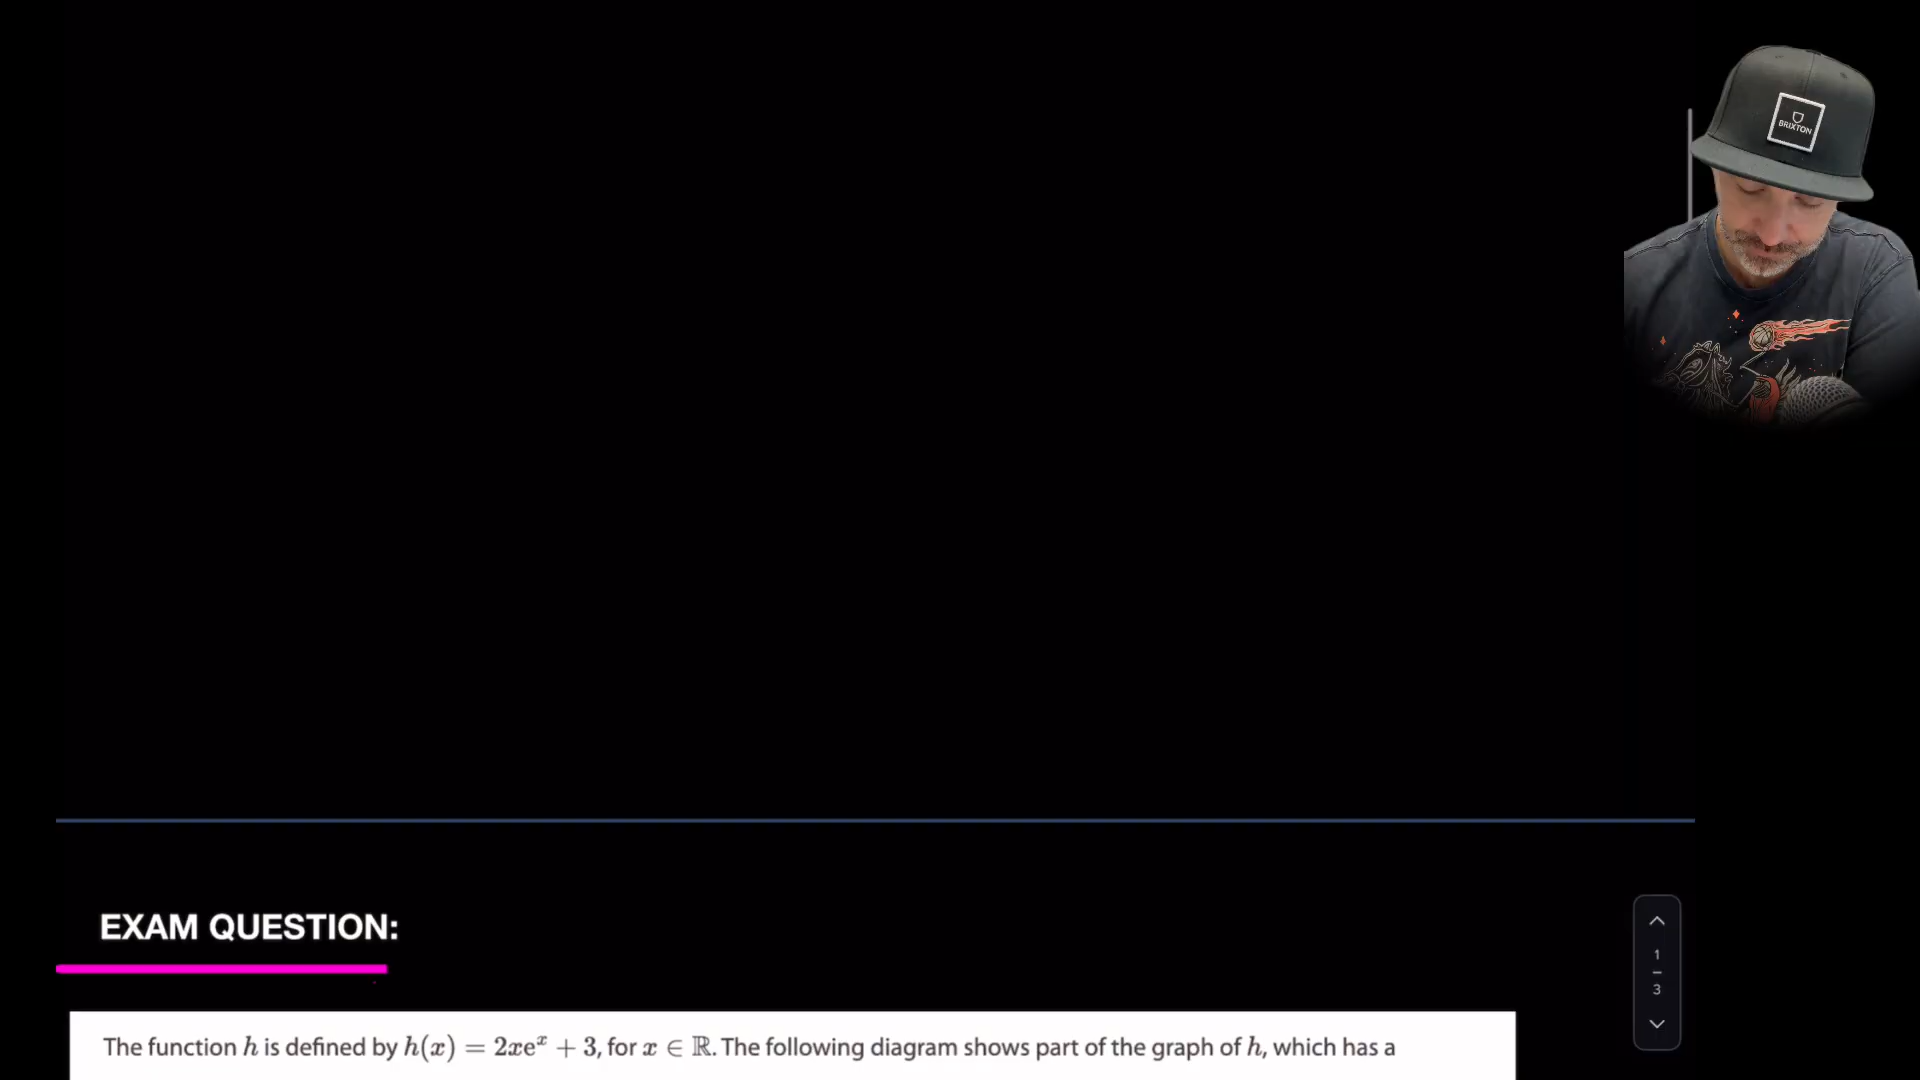 BRIXTON
EXAM QUESTION:
1
3
The function h is defined by h(x) = 2xeˣ + 3, for x ∈ ℝ. The following diagram shows part of the graph of h, which has a